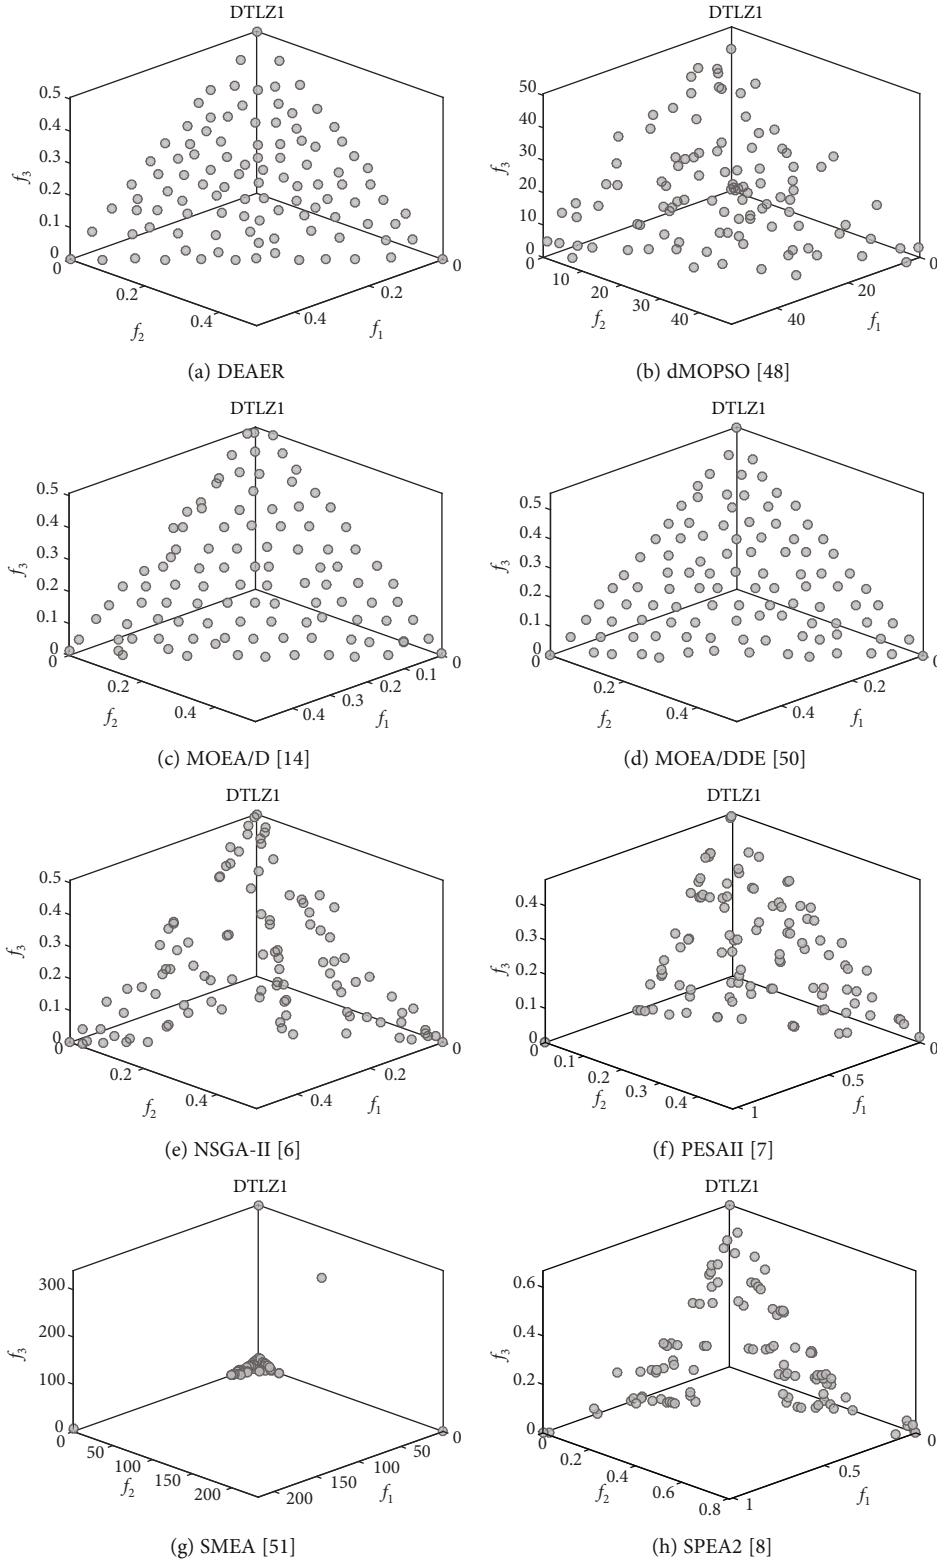 DTLZ1
0.5
0.4
0.3
0.2
0.1
0
f3
0
0.2
0.4
f2
0.4
0.2
0
f1
(a) DEAER
DTLZ1
50
40
30
20
10
0
f3
10
20
30
40
f2
40
20
0
f1
(b) dMOPSO [48]
DTLZ1
0.5
0.4
0.3
0.2
0.1
0
f3
0
0.2
0.4
f2
0.4
0.3
0.2
0.1
0
f1
(c) MOEA/D [14]
DTLZ1
0.5
0.4
0.3
0.2
0.1
0
f3
0
0.2
0.4
f2
0.4
0.2
0
f1
(d) MOEA/DDE [50]
DTLZ1
0.5
0.4
0.3
0.2
0.1
0
f3
0
0.2
0.4
f2
0.4
0.2
0
f1
(e) NSGA-II [6]
DTLZ1
0.4
0.3
0.2
0.1
0
f3
0
0.1
0.2
0.3
0.4
f2
1
0.5
0
f1
(f) PESAII [7]
DTLZ1
300
200
100
0
f3
0
50
100
150
200
f2
200
150
100
50
0
f1
(g) SMEA [51]
DTLZ1
0.6
0.4
0.2
0
f3
0
0.2
0.4
0.6
0.8
f2
1
0.5
0
f1
(h) SPEA2 [8]